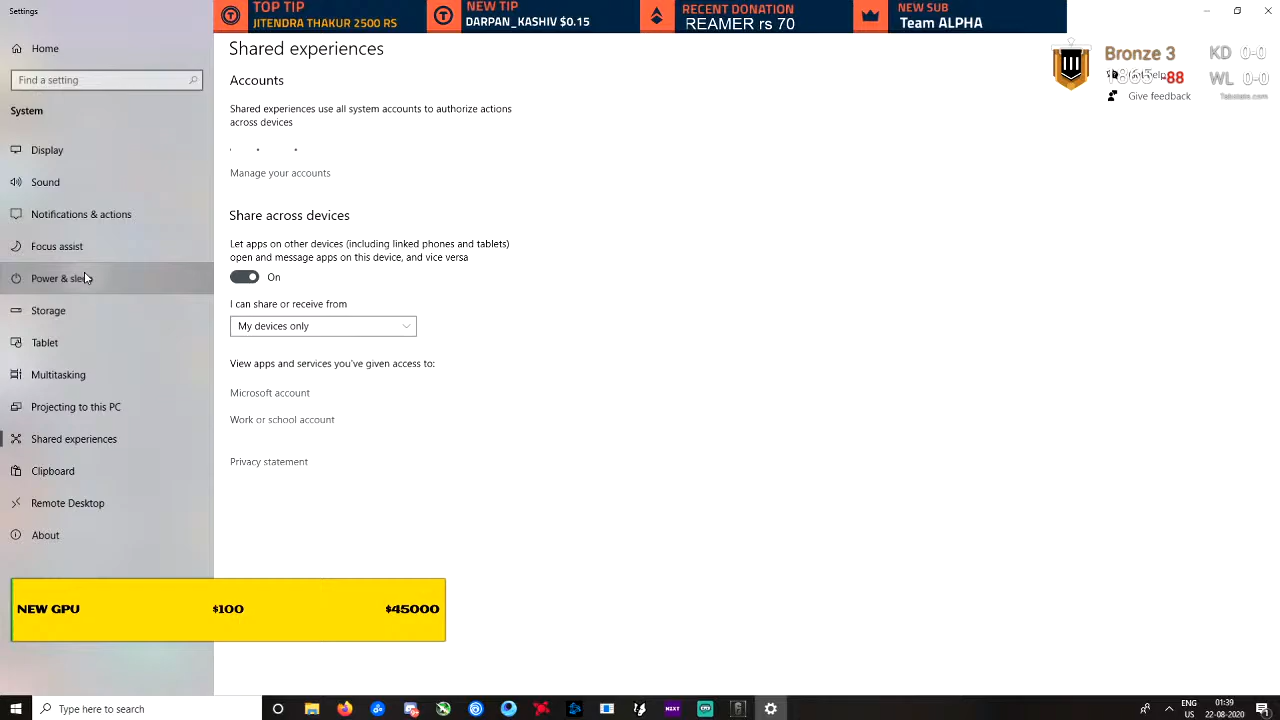 Settings
TOP TIP
JITENDRA THAKUR 2500 RS
NEW TIP
DARPAN_KASHIV $0.15
RECENT DONATION
REAMER rs 70
NEW SUB
Team ALPHA
Home
Find a setting
Display
Sound
Notifications & actions
Focus assist
Power & sleep
Storage
Tablet
Multitasking
Projecting to this PC
Shared experiences
Clipboard
Remote Desktop
About
Shared experiences
Accounts
Shared experiences use all system accounts to authorize actions
across devices
Manage your accounts
Share across devices
Let apps on other devices (including linked phones and tablets)
open and message apps on this device, and vice versa
On
I can share or receive from
My devices only
View apps and services you've given access to:
Microsoft account
Work or school account
Privacy statement
Bronze 3
KD 0-0
-88
WL 0-0
Give feedback
Tabstats.com
NEW GPU $100 $45000
Type here to search
NEXT
ENG
US
01:39
22-08-2020